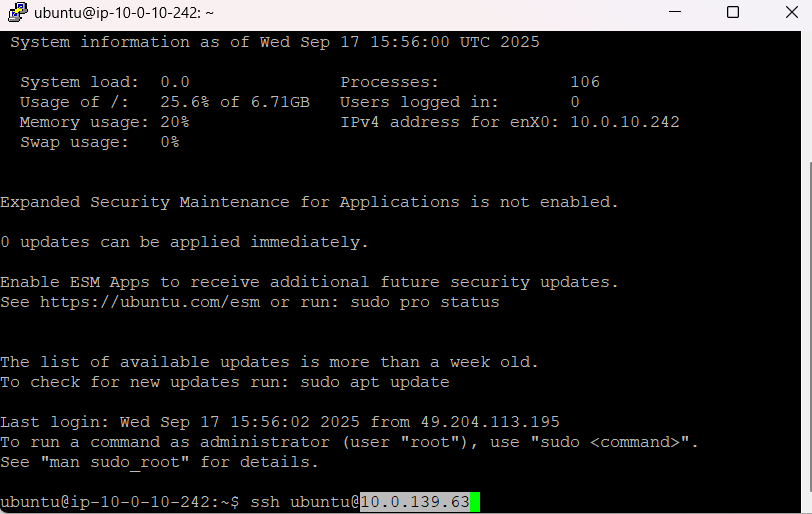 ubuntu@ip-10-0-10-242: ~
System information as of Wed Sep 17 15:56:00 UTC 2025
System load:  0.0                Processes:             106
Usage of /:   25.6% of 6.71GB   Users logged in:       0
Memory usage: 20%                IPv4 address for enX0: 10.0.10.242
Swap usage:   0%
Expanded Security Maintenance for Applications is not enabled.
0 updates can be applied immediately.
Enable ESM Apps to receive additional future security updates.
See https://ubuntu.com/esm or run: sudo pro status
The list of available updates is more than a week old.
To check for new updates run: sudo apt update
Last login: Wed Sep 17 15:56:02 2025 from 49.204.113.195
To run a command as administrator (user "root"), use "sudo <command>".
See "man sudo_root" for details.
ubuntu@ip-10-0-10-242:~$ ssh ubuntu@10.0.139.63